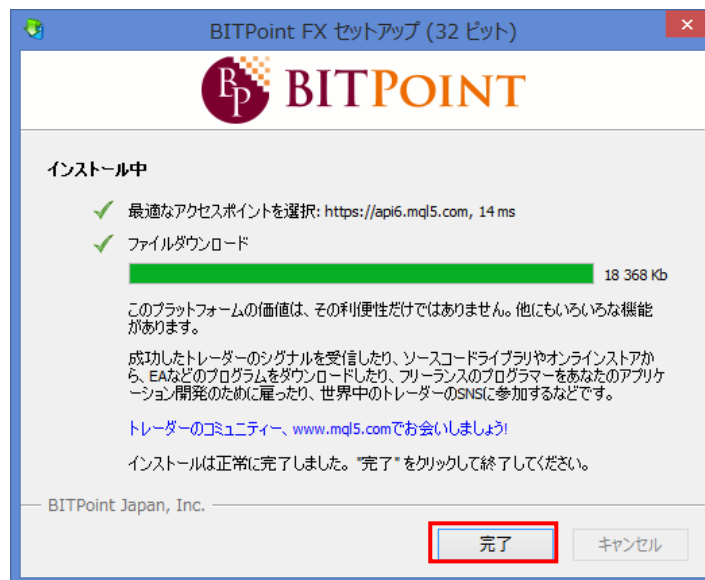 BITPoint FX セットアップ (32 ビット)
BP BITPOINT
インストール中
最適なアクセスポイントを選択: https://api6.mql5.com, 14 ms
ファイルダウンロード
18 368 Kb
このプラットフォームの価値は、その利便性だけではありません。他にもいろいろな機能
があります。
成功したトレーダーのシグナルを受信したり、ソースコードライブラリやオンラインストアか
ら、EAなどのプログラムをダウンロードしたり、フリーランスのプログラマーをあなたのアプリケ
ーション開発のために雇ったり、世界中のトレーダーのSNSに参加するなどです。
トレーダーのコミュニティー、www.mql5.comでお会いしましょう!
インストールは正常に完了しました。"完了" をクリックして終了してください。
BITPoint Japan, Inc.
完了 キャンセル